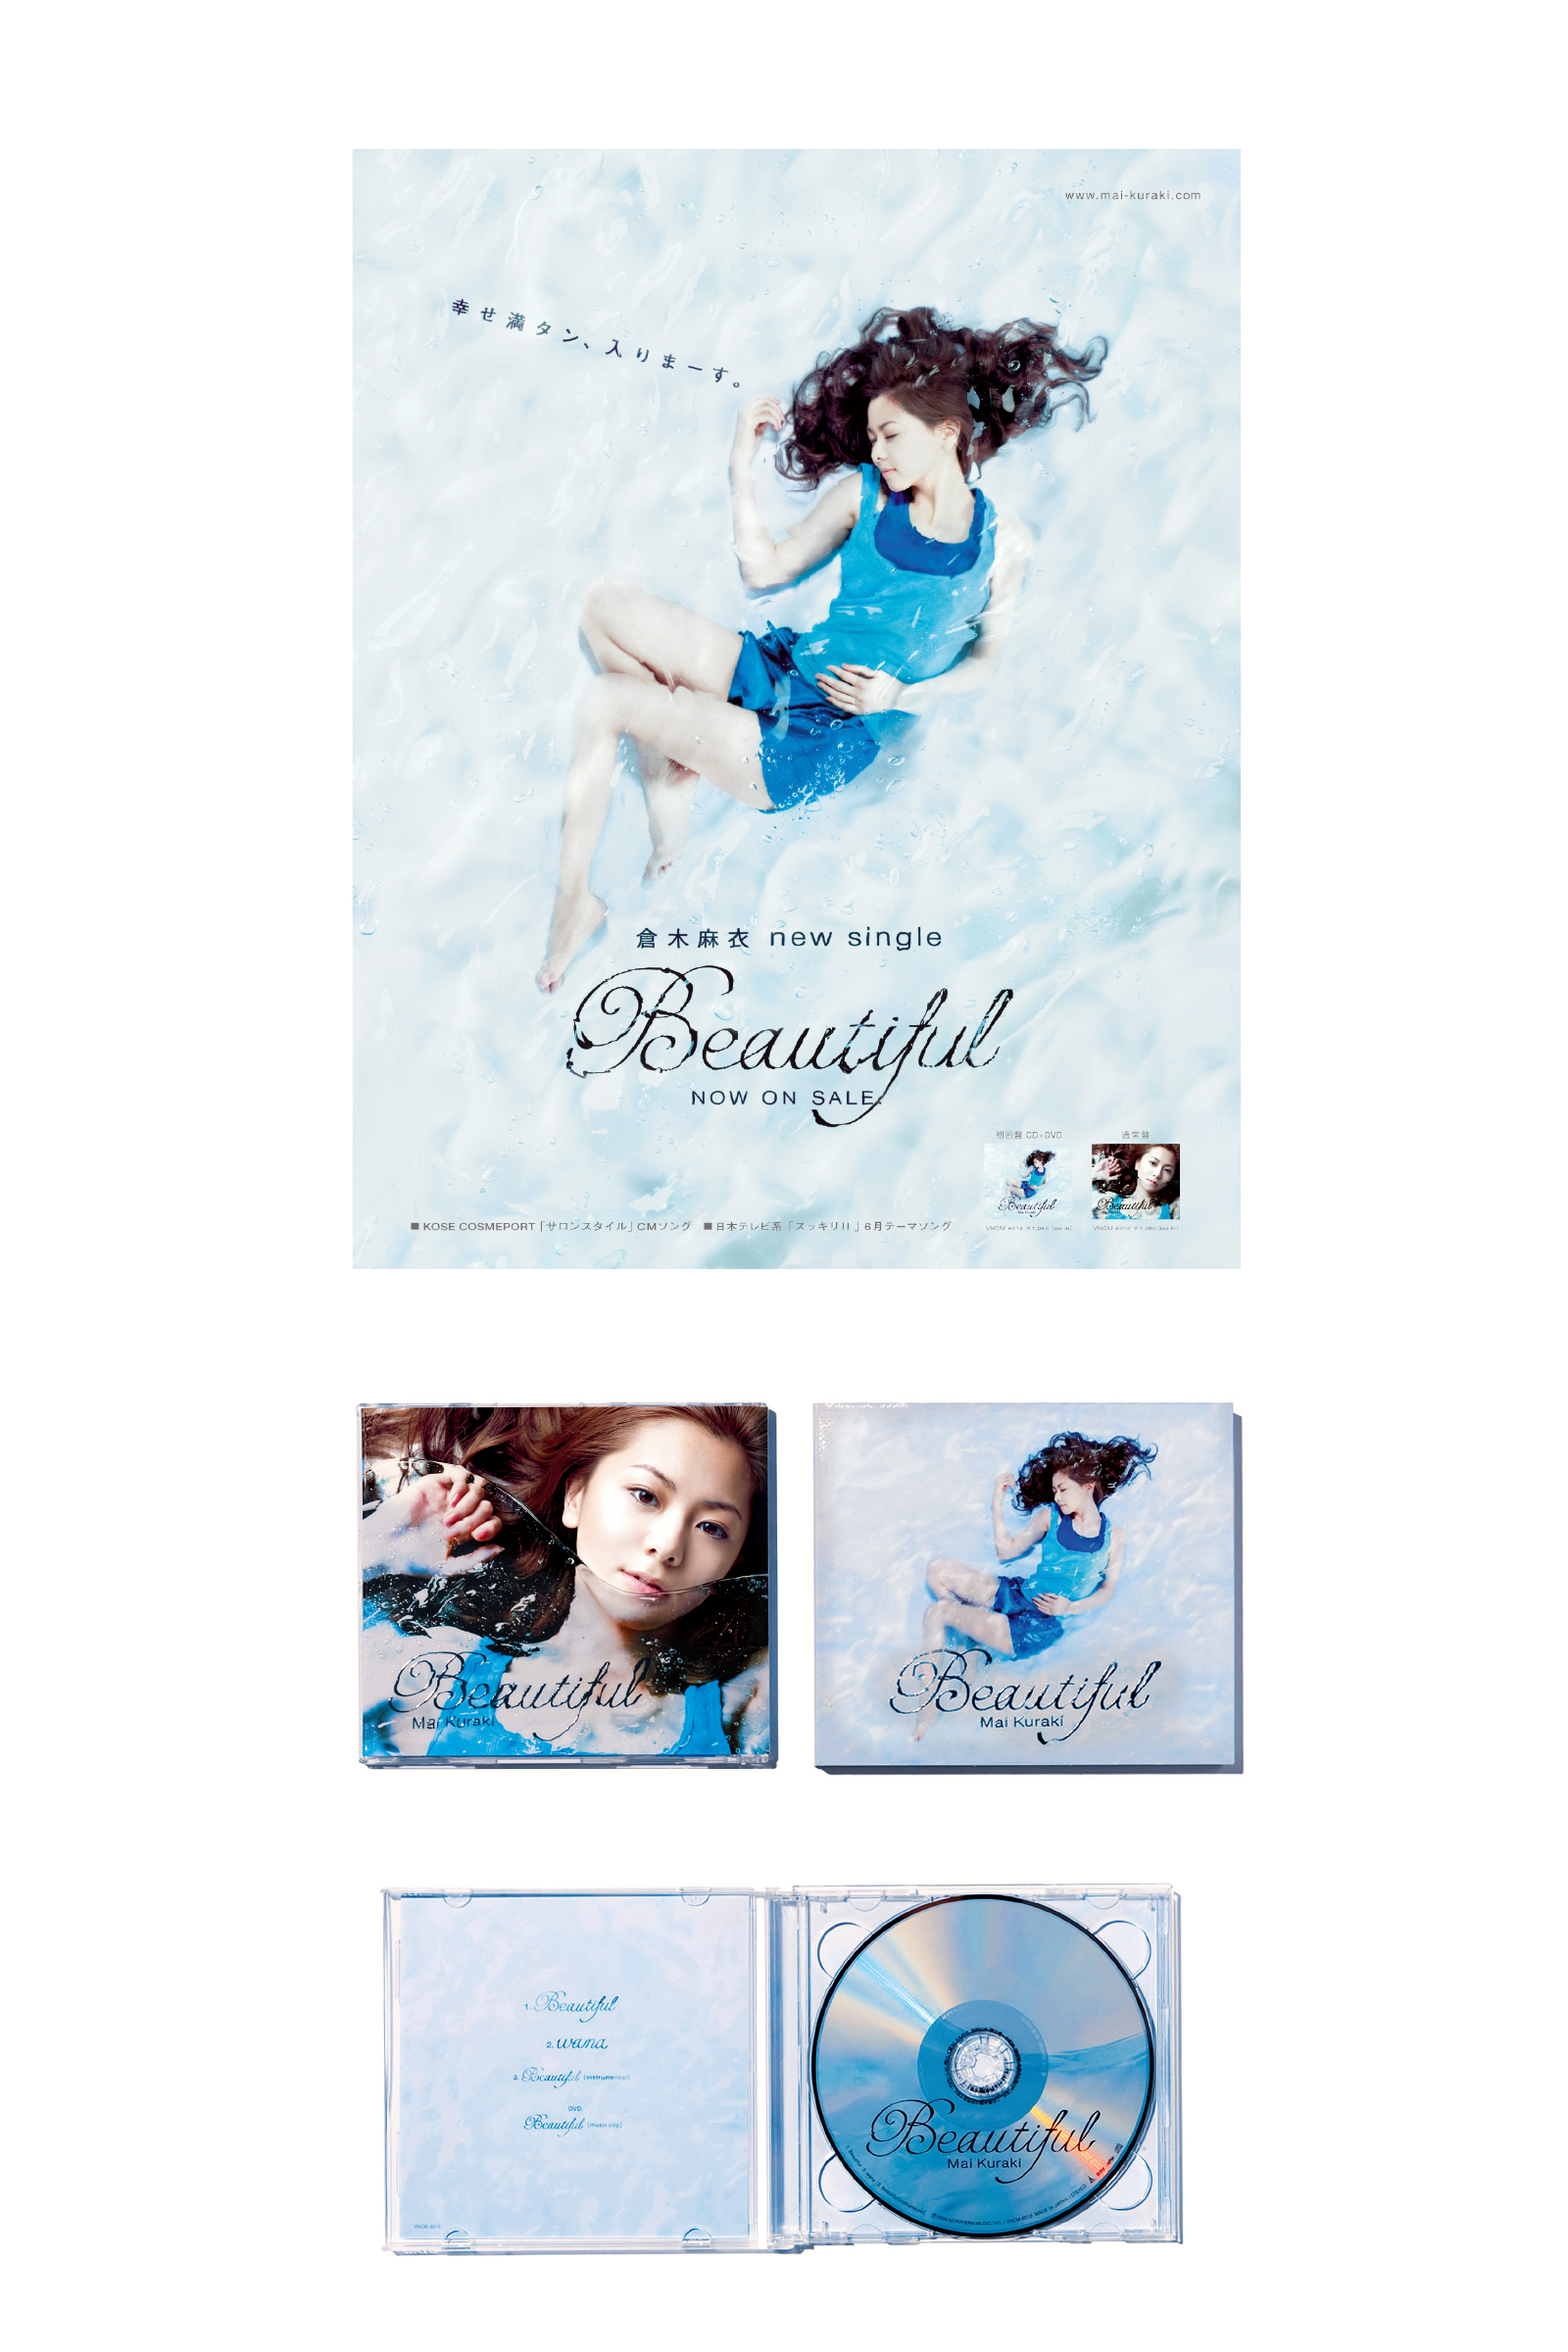 www.mai-kuraki.com
幸せ満タン、入りまーす。
倉木麻衣 new single
Beautiful
NOW ON SALE.
初回盤 CD+DVD
通常盤
Beautiful
Beautiful
■ KOSE COSMEPORT「サロンスタイル」CMソング ■日本テレビ系「スッキリ!!」6月テーマソング
Beautiful
Mai Kuraki
Beautiful
Mai Kuraki
1. Beautiful
2. wana
3. Beautiful (instrumental)
DVD
Beautiful (music clip)
VNCM-6013
Beautiful
Mai Kuraki